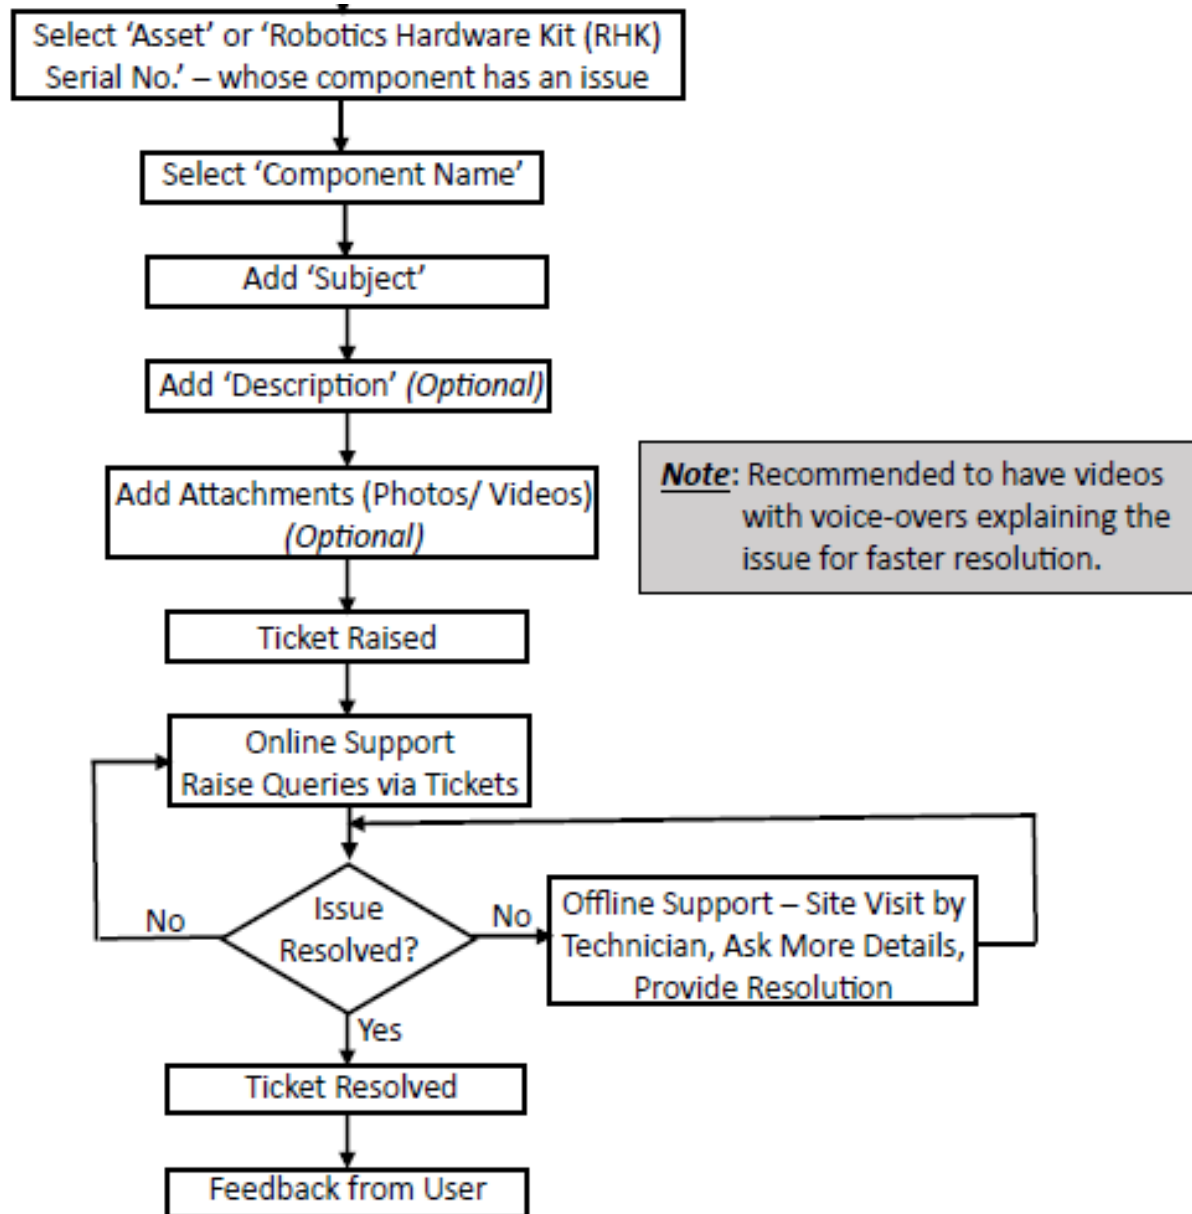 Select ‘Asset’ or ‘Robotics Hardware Kit (RHK)
Serial No.’ – whose component has an issue
Select ‘Component Name’
Add ‘Subject’
Add ‘Description’ (Optional)
Add Attachments (Photos/ Videos)
(Optional)
Note: Recommended to have videos
with voice-overs explaining the
issue for faster resolution.
Ticket Raised
Online Support
Raise Queries via Tickets
Issue
Resolved?
No
No
Offline Support – Site Visit by
Technician, Ask More Details,
Provide Resolution
Yes
Ticket Resolved
Feedback from User